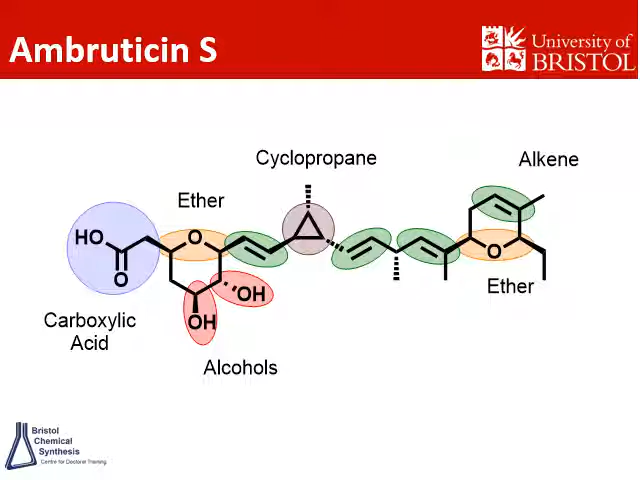 Ambruticin S
University of
BRISTOL
Cyclopropane
Alkene
Ether
HO
O
O
O
OH
OH
Ether
Carboxylic
Acid
Alcohols
Bristol
Chemical
Synthesis
Centre for Doctoral Training